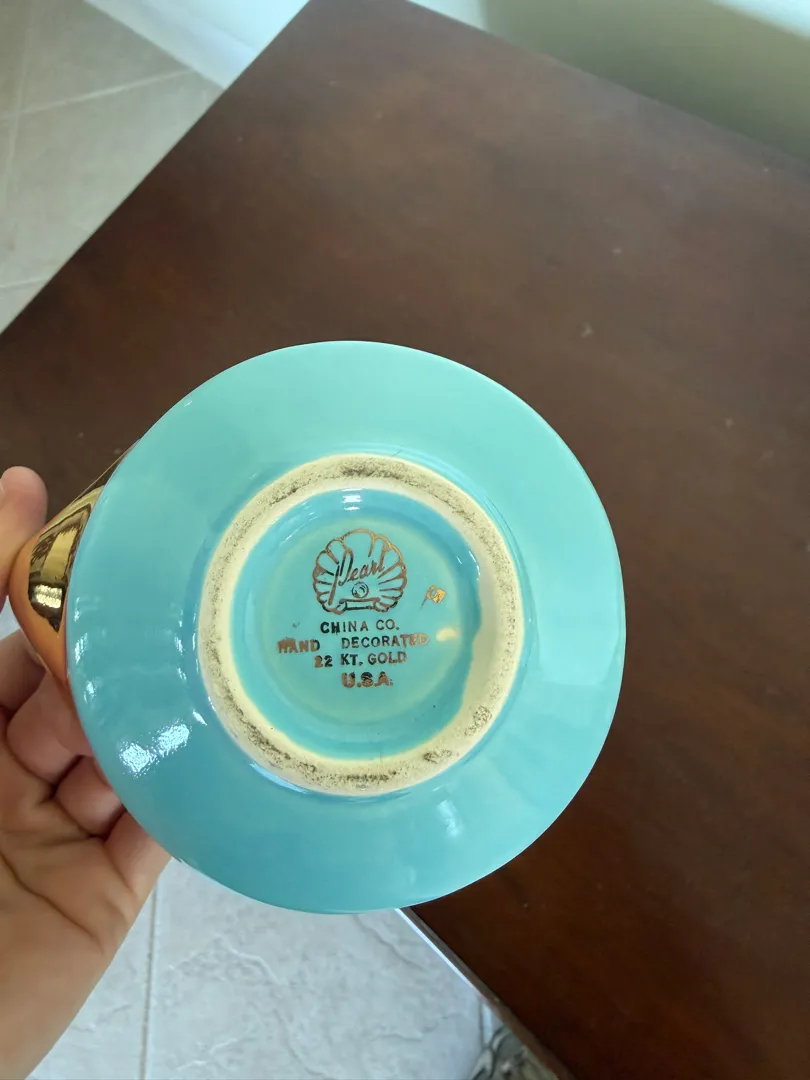 Pearl
CHINA CO.
HAND DECORATED
22 KT. GOLD
U.S.A.